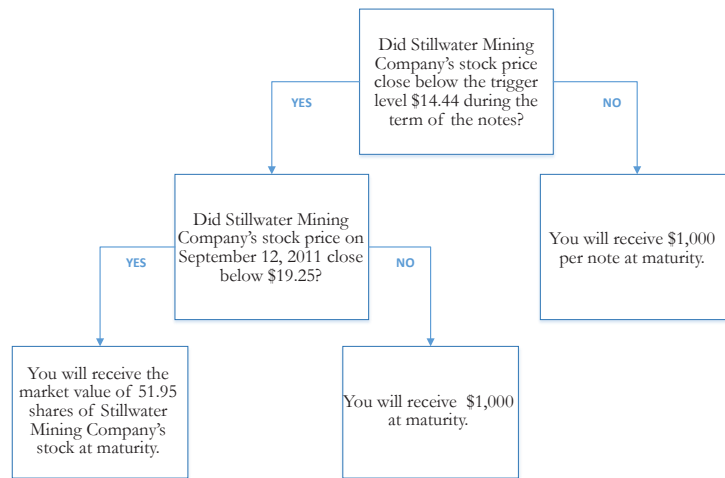 Did Stillwater Mining
Company's stock price
close below the trigger
level $14.44 during the
term of the notes?
YES
NO
Did Stillwater Mining
Company's stock price on
September 12, 2011 close
below $19.25?
You will receive $1,000
per note at maturity.
YES
NO
You will receive the
market value of 51.95
shares of Stillwater
Mining Company's
stock at maturity.
You will receive $1,000
at maturity.